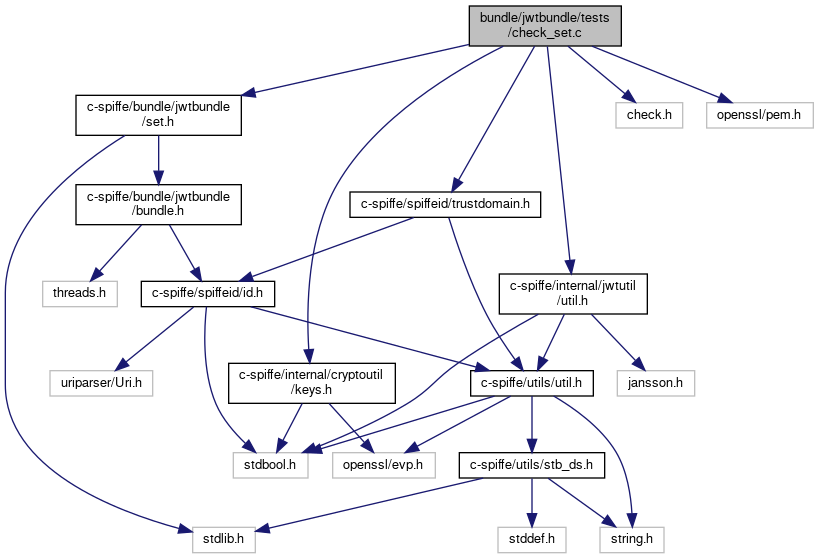 bundle/jwtbundle/tests
/check_set.c
c-spiffe/bundle/jwtbundle
/set.h
check.h
openssl/pem.h
c-spiffe/bundle/jwtbundle
/bundle.h
c-spiffe/spiffeid/trustdomain.h
threads.h
c-spiffe/spiffeid/id.h
c-spiffe/internal/jwtutil
/util.h
uriparser/Uri.h
c-spiffe/internal/cryptoutil
/keys.h
c-spiffe/utils/util.h
jansson.h
stdbool.h
openssl/evp.h
c-spiffe/utils/stb_ds.h
stdlib.h
stddef.h
string.h